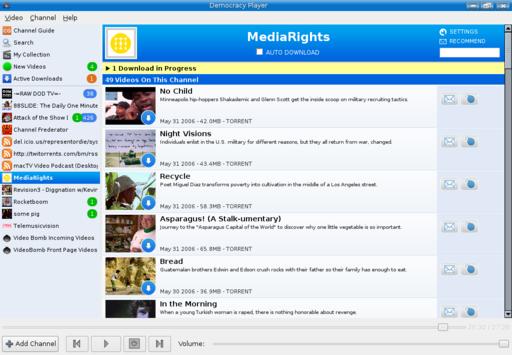 Democracy Player
Video Channel Help
Channel Guide
Search
My Collection
New Videos 4
Active Downloads 1
-=RAW DOD TV=- 38
88SLIDE: The Daily One Minute
Attack of the Show ( 1 426
Channel Frederator
del.icio.us/representordie/sys
http://twitorrents.com/bm/rss
macTV Video Podcast (Desktop
MediaRights
Revision3 - Diggnation w/Kevir
Rocketboom 1
some pig 1
Telemusicvision
Video Bomb Incoming Videos
VideoBomb Front Page Videos
MediaRights
AUTO DOWNLOAD
SETTINGS
RECOMMEND
1 Download in Progress
49 Videos On This Channel
No Child
Minneapolis hip-hoppers Shakademic and Glenn Scott get the inside scoop on military recruiting tactics.
May 31 2006 - 42.0MB - TORRENT
Night Visions
Individuals enlist in the U.S. military for different reasons, but they all return from war, changed.
May 31 2006 - 43.4MB - TORRENT
Recycle
Poet Miguel Diaz transforms poverty into cultivation in the middle of a Los Angeles street.
May 31 2006 - 58.3MB - TORRENT
Asparagus! (A Stalk-umentary)
Journey to the "Asparagus Capital of the World" to discover why one little vegetable is so important.
May 31 2006 - 65.8MB - TORRENT
Bread
Guatemalan brothers Edwin and Edson crush rocks with their father so their family has enough to eat.
May 30 2006 - 36.9MB - TORRENT
In the Morning
When a young Turkish woman is raped, there is nothing honorable about revenge.
Add Channel
Volume: